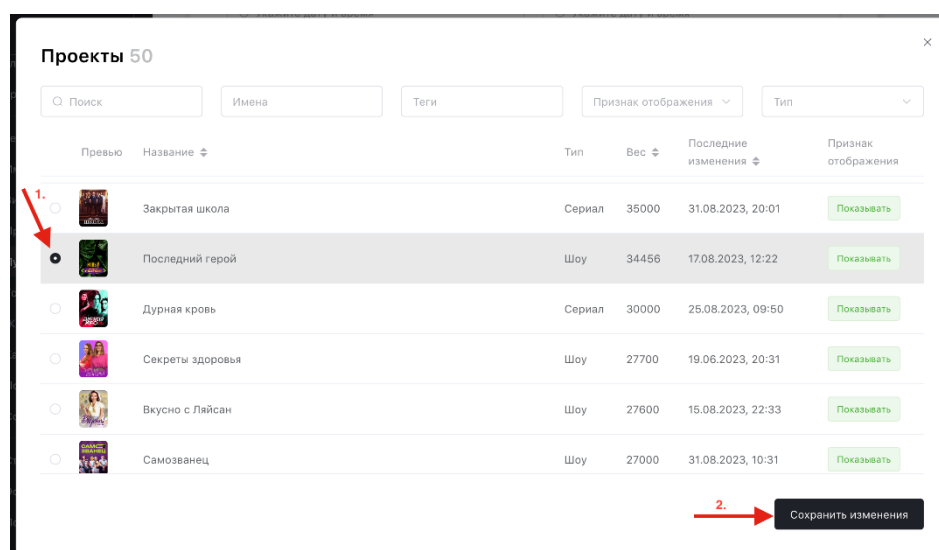 Проекты 50
Поиск Имена Теги Признак отображения Тип
Превью Название Тип Вес Последние изменения Признак отображения
1.
Закрытая школа Сериал 35000 31.08.2023, 20:01 Показывать
Последний герой Шоу 34456 17.08.2023, 12:22 Показывать
Дурная кровь Сериал 30000 25.08.2023, 09:50 Показывать
Секреты здоровья Шоу 27700 19.06.2023, 20:31 Показывать
Вкусно с Ляйсан Шоу 27600 15.08.2023, 22:33 Показывать
Самозванец Шоу 27000 31.08.2023, 10:31 Показывать
2.
Сохранить изменения